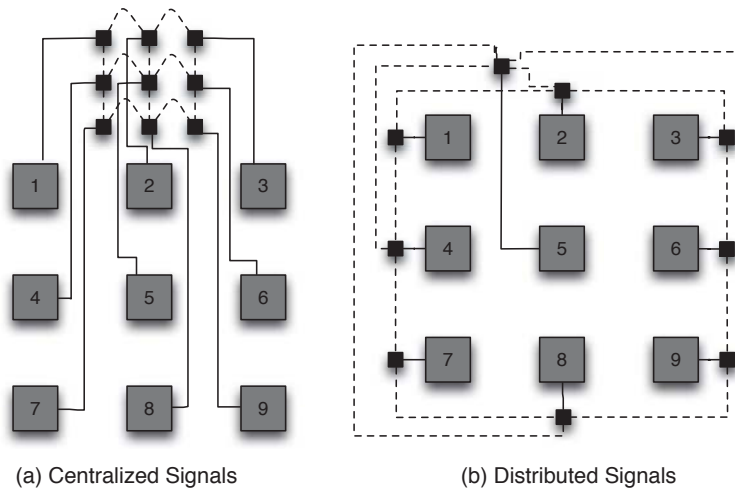 1 2 3 1 2 3
4 5 6 4 5 6
7 8 9 7 8 9
(a) Centralized Signals
(b) Distributed Signals